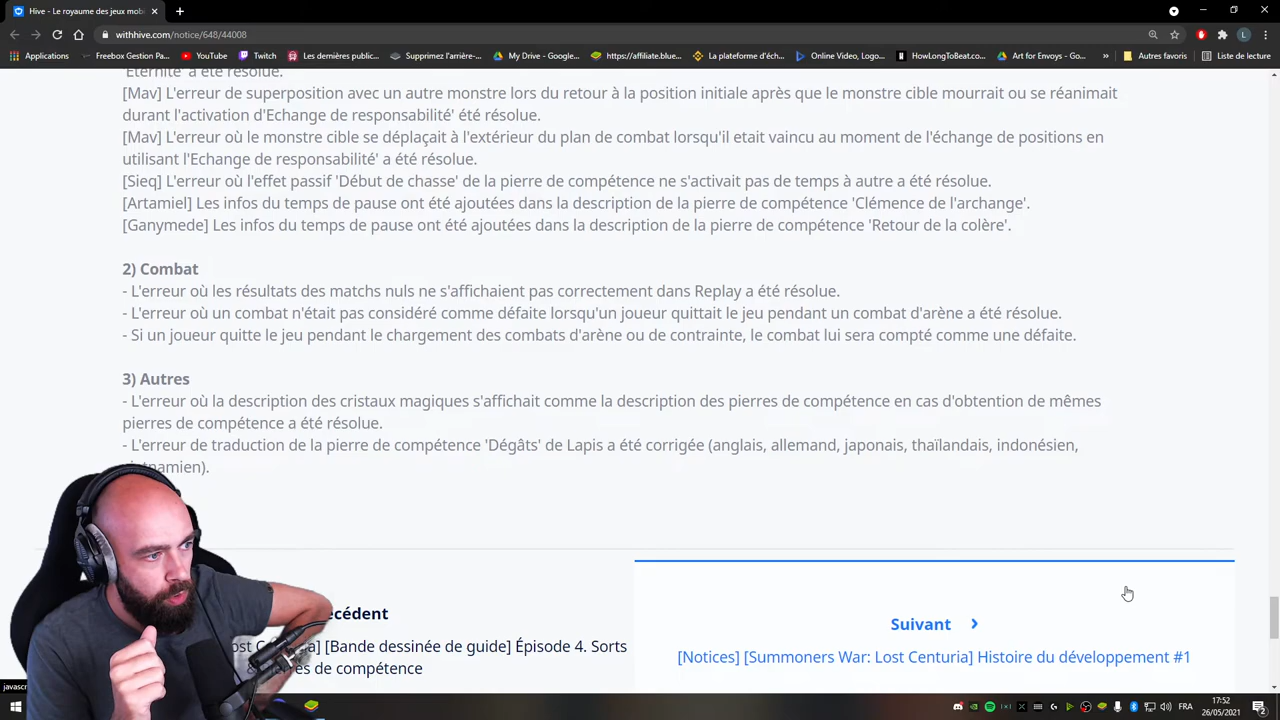 Hive - Le royaume des jeux mobi
withhive.com/notice/648/44008
Applications
Freebox Gestion Pa...
YouTube
Twitch
Les dernières public...
Supprimez l'arrière-...
My Drive - Google...
https://affiliate.blue...
La plateforme d'éch...
Online Video, Logo...
HowLongToBeat.co...
Art for Envoys - Go...
»
Autres favoris
Liste de lecture
Eternité' a été résolue.
[Mav] L'erreur de superposition avec un autre monstre lors du retour à la position initiale après que le monstre cible mourrait ou se réanimait
durant l'activation d'Echange de responsabilité' été résolue.
[Mav] L'erreur où le monstre cible se déplaçait à l'extérieur du plan de combat lorsqu'il etait vaincu au moment de l'échange de positions en
utilisant l'Echange de responsabilité' a été résolue.
[Sieq] L'erreur où l'effet passif 'Début de chasse' de la pierre de compétence ne s'activait pas de temps à autre a été résolue.
[Artamiel] Les infos du temps de pause ont été ajoutées dans la description de la pierre de compétence 'Clémence de l'archange'.
[Ganymede] Les infos du temps de pause ont été ajoutées dans la description de la pierre de compétence 'Retour de la colère'.
2) Combat
- L'erreur où les résultats des matchs nuls ne s'affichaient pas correctement dans Replay a été résolue.
- L'erreur où un combat n'était pas considéré comme défaite lorsqu'un joueur quittait le jeu pendant un combat d'arène a été résolue.
- Si un joueur quitte le jeu pendant le chargement des combats d'arène ou de contrainte, le combat lui sera compté comme une défaite.
3) Autres
- L'erreur où la description des cristaux magiques s'affichait comme la description des pierres de compétence en cas d'obtention de mêmes
pierres de compétence a été résolue.
- L'erreur de traduction de la pierre de compétence 'Dégâts' de Lapis a été corrigée (anglais, allemand, japonais, thaïlandais, indonésien,
etnamien).
écédent
[Bande dessinée de guide] Épisode 4. Sorts
de compétence
Suivant
[Notices] [Summoners War: Lost Centuria] Histoire du développement #1
javasc
FRA
17:52
26/05/2021